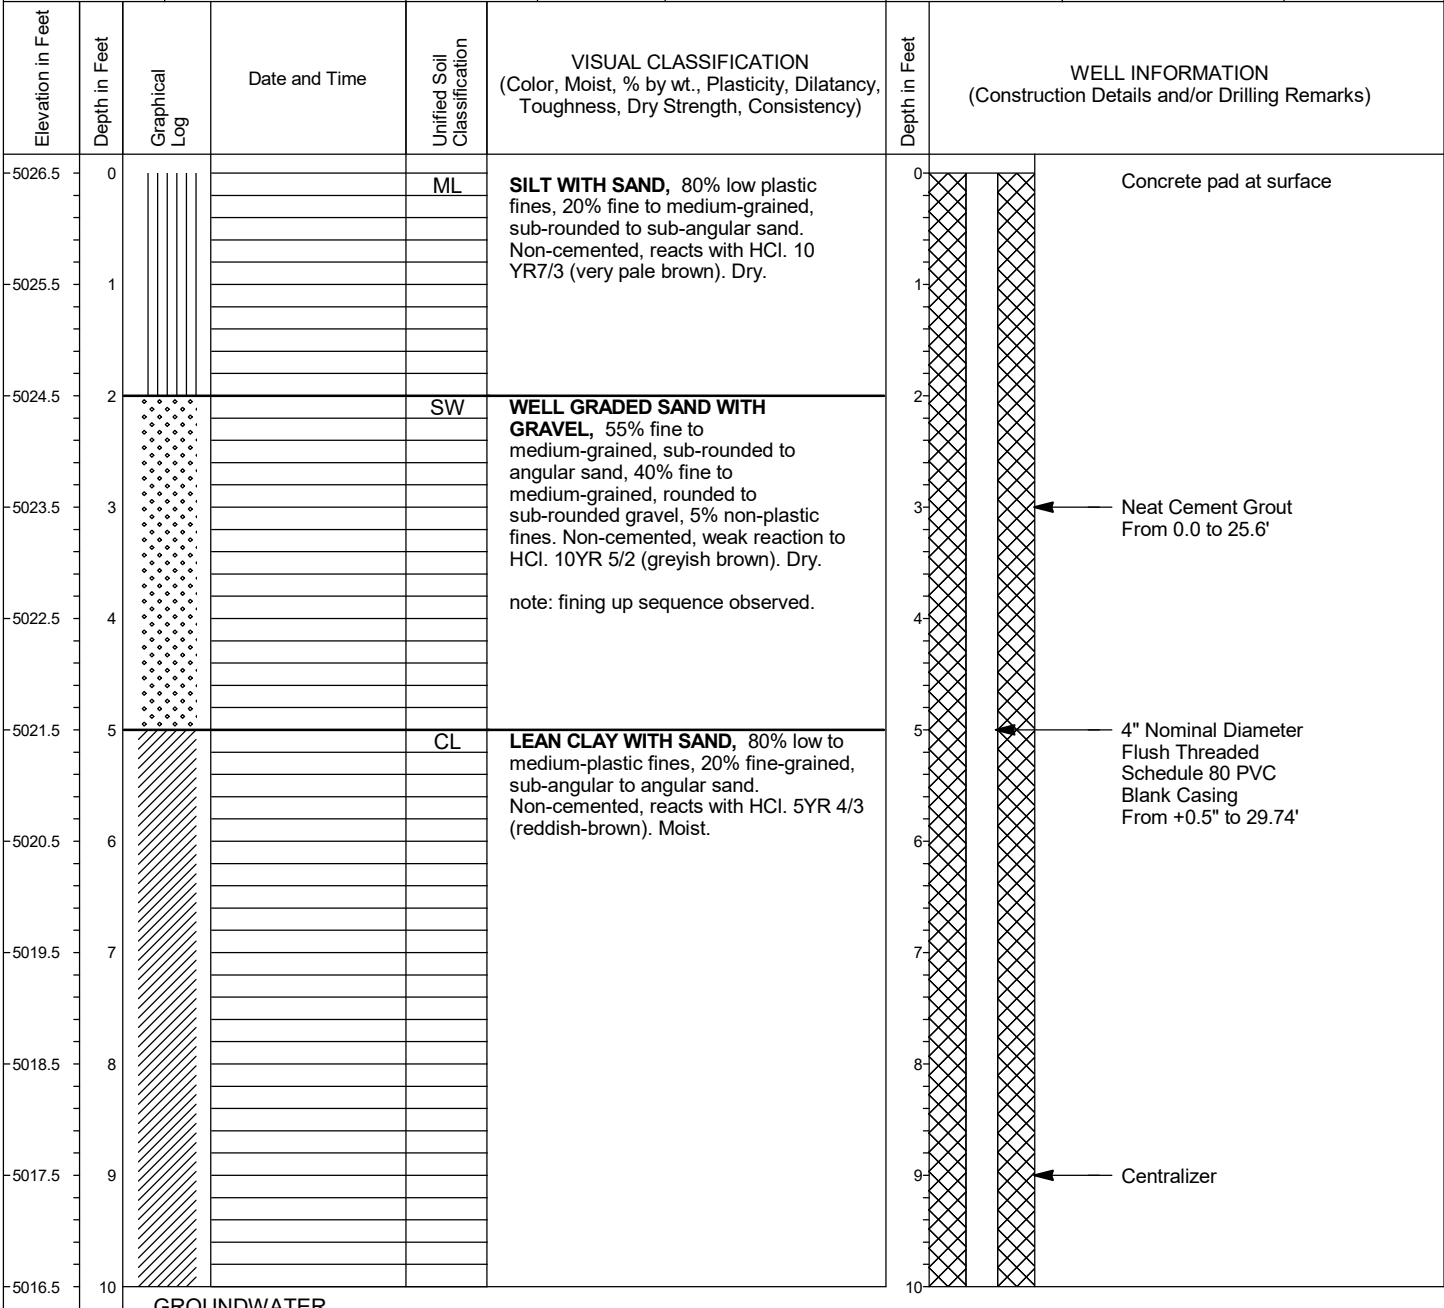 Elevation in Feet
Depth in Feet
Graphical
Log
Date and Time
Unified Soil
Classification
VISUAL CLASSIFICATION
(Color, Moist, % by wt., Plasticity, Dilatancy,
Toughness, Dry Strength, Consistency)
Depth in Feet
WELL INFORMATION
(Construction Details and/or Drilling Remarks)
5026.5
0
ML
SILT WITH SAND, 80% low plastic
fines, 20% fine to medium-grained,
sub-rounded to sub-angular sand.
Non-cemented, reacts with HCl. 10
YR7/3 (very pale brown). Dry.
0
Concrete pad at surface
5025.5
1
1
5024.5
2
SW
WELL GRADED SAND WITH
GRAVEL, 55% fine to
medium-grained, sub-rounded to
angular sand, 40% fine to
medium-grained, rounded to
sub-rounded gravel, 5% non-plastic
fines. Non-cemented, weak reaction to
HCl. 10YR 5/2 (greyish brown). Dry.
note: fining up sequence observed.
2
5023.5
3
3
Neat Cement Grout
From 0.0 to 25.6'
5022.5
4
4
5021.5
5
CL
LEAN CLAY WITH SAND, 80% low to
medium-plastic fines, 20% fine-grained,
sub-angular to angular sand.
Non-cemented, reacts with HCl. 5YR 4/3
(reddish-brown). Moist.
5
4" Nominal Diameter
Flush Threaded
Schedule 80 PVC
Blank Casing
From +0.5" to 29.74'
5020.5
6
6
5019.5
7
7
5018.5
8
8
5017.5
9
9
Centralizer
5016.5
10
10
GROUNDWATER